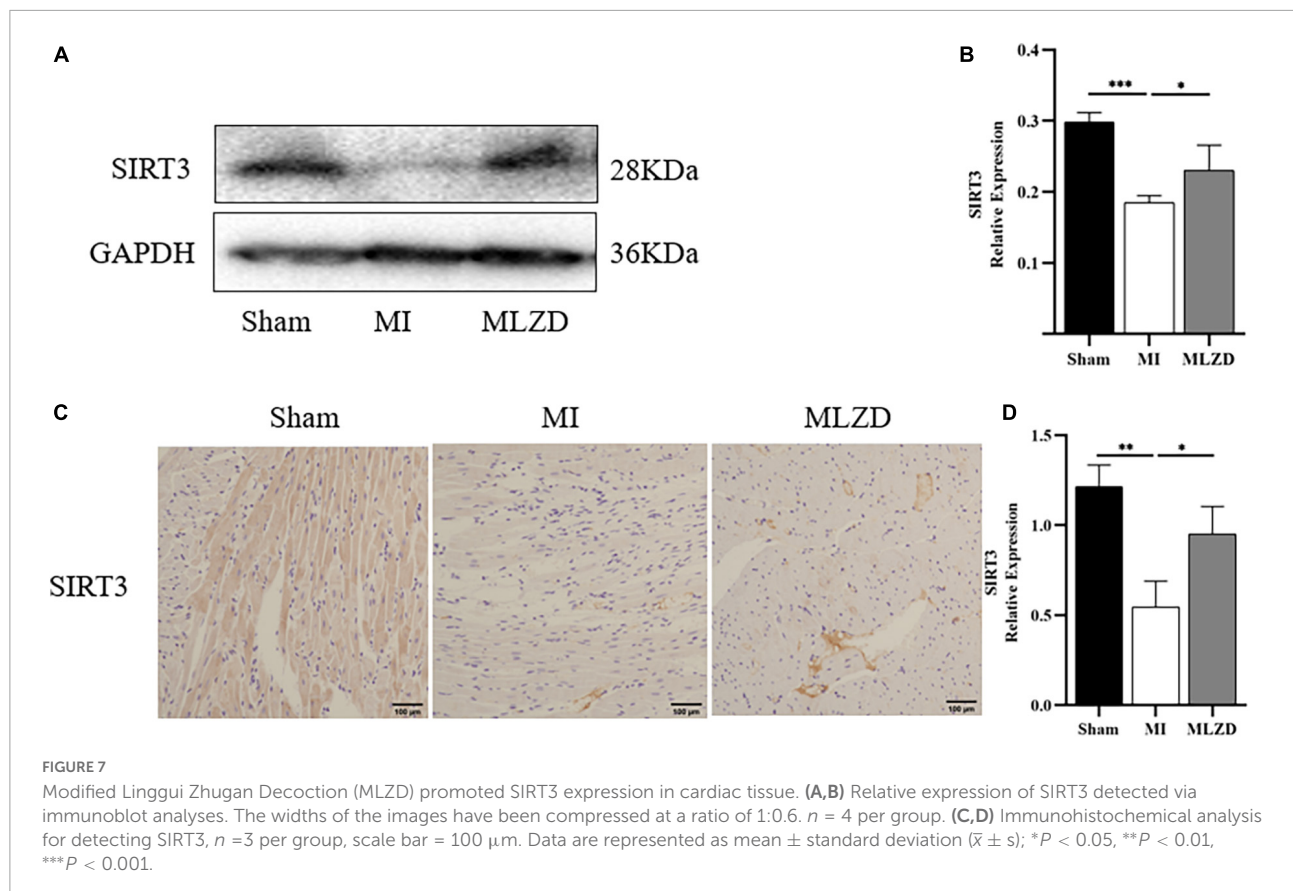 A
SIRT3
28KDa
GAPDH
36KDa
Sham MI MLZD
B
SIRT3
Relative Expression
0.4
0.3
0.2
0.1
*** *
Sham MI MLZD
C
Sham MI MLZD
SIRT3
100 µm 100 µm 100 µm
D
SIRT3
Relative Expression
1.5
1.0
0.5
0.0
** *
Sham MI MLZD
FIGURE 7
Modified Linggui Zhugan Decoction (MLZD) promoted SIRT3 expression in cardiac tissue. (A,B) Relative expression of SIRT3 detected via
immunoblot analyses. The widths of the images have been compressed at a ratio of 1:0.6. n = 4 per group. (C,D) Immunohistochemical analysis
for detecting SIRT3, n =3 per group, scale bar = 100 µm. Data are represented as mean ± standard deviation (x̄ ± s); *P < 0.05, **P < 0.01,
***P < 0.001.